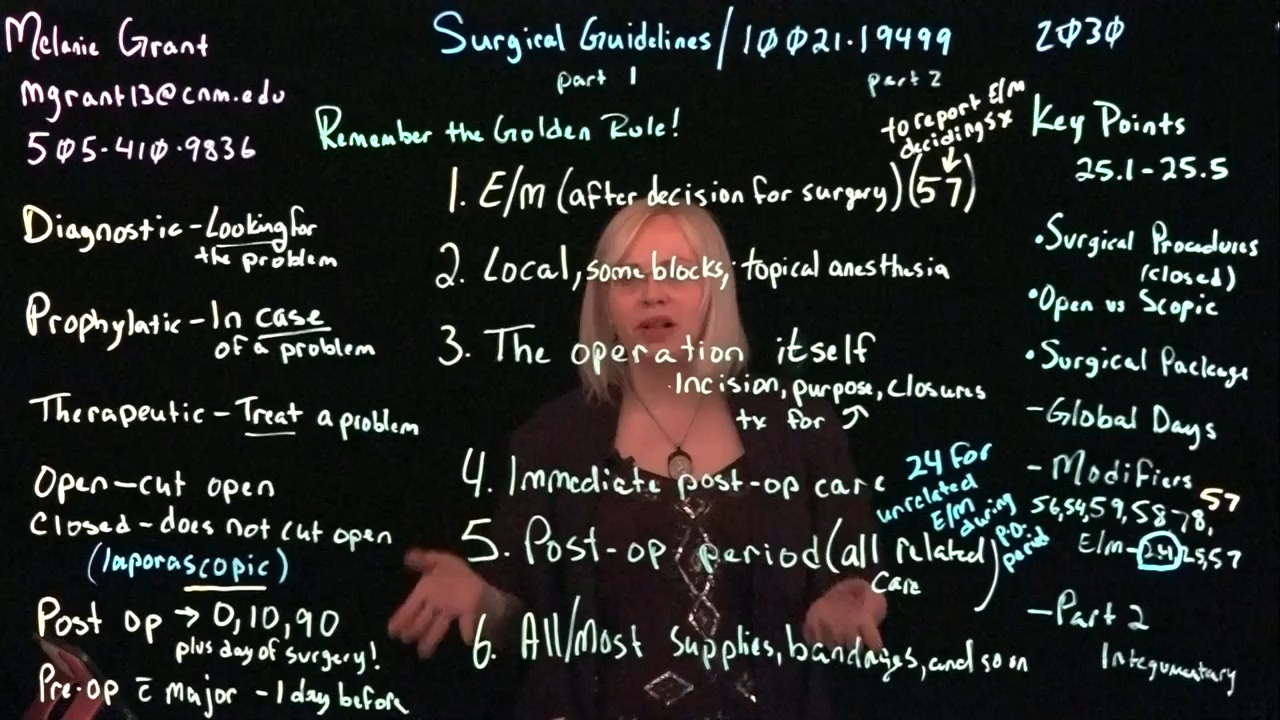 Melanie Grant
mgrant13@cnm.edu
505-410-9836
Surgical Guidelines / 10021-19499
part 1
part 2
2030
Remember the Golden Rule!
to report E/M
deciding sx
1. E/M (after decision for surgery) (57)
2. Local, some blocks, topical anesthesia
3. The operation itself
Incision, purpose, closures
tx for
4. Immediate post-op care
5. Post-op period (all related
care)
24 for
unrelated
E/M
during
P.O.
period
6. All/Most supplies, bandages, and so on
Diagnostic - Looking for
the problem
Prophylatic - In case
of a problem
Therapeutic - Treat a problem
Open - cut open
Closed - does not cut open
(laporascopic)
Post op → 0, 10, 90
plus day of surgery!
Pre-op c̄ major - 1 day before
Key Points
25.1 - 25.5
• Surgical Procedures
(closed)
• Open vs Scopic
• Surgical Package
- Global Days
- Modifiers
56, 54, 59, 58 78, 57
E/M - 24 25, 57
- Part 2
Integumentary